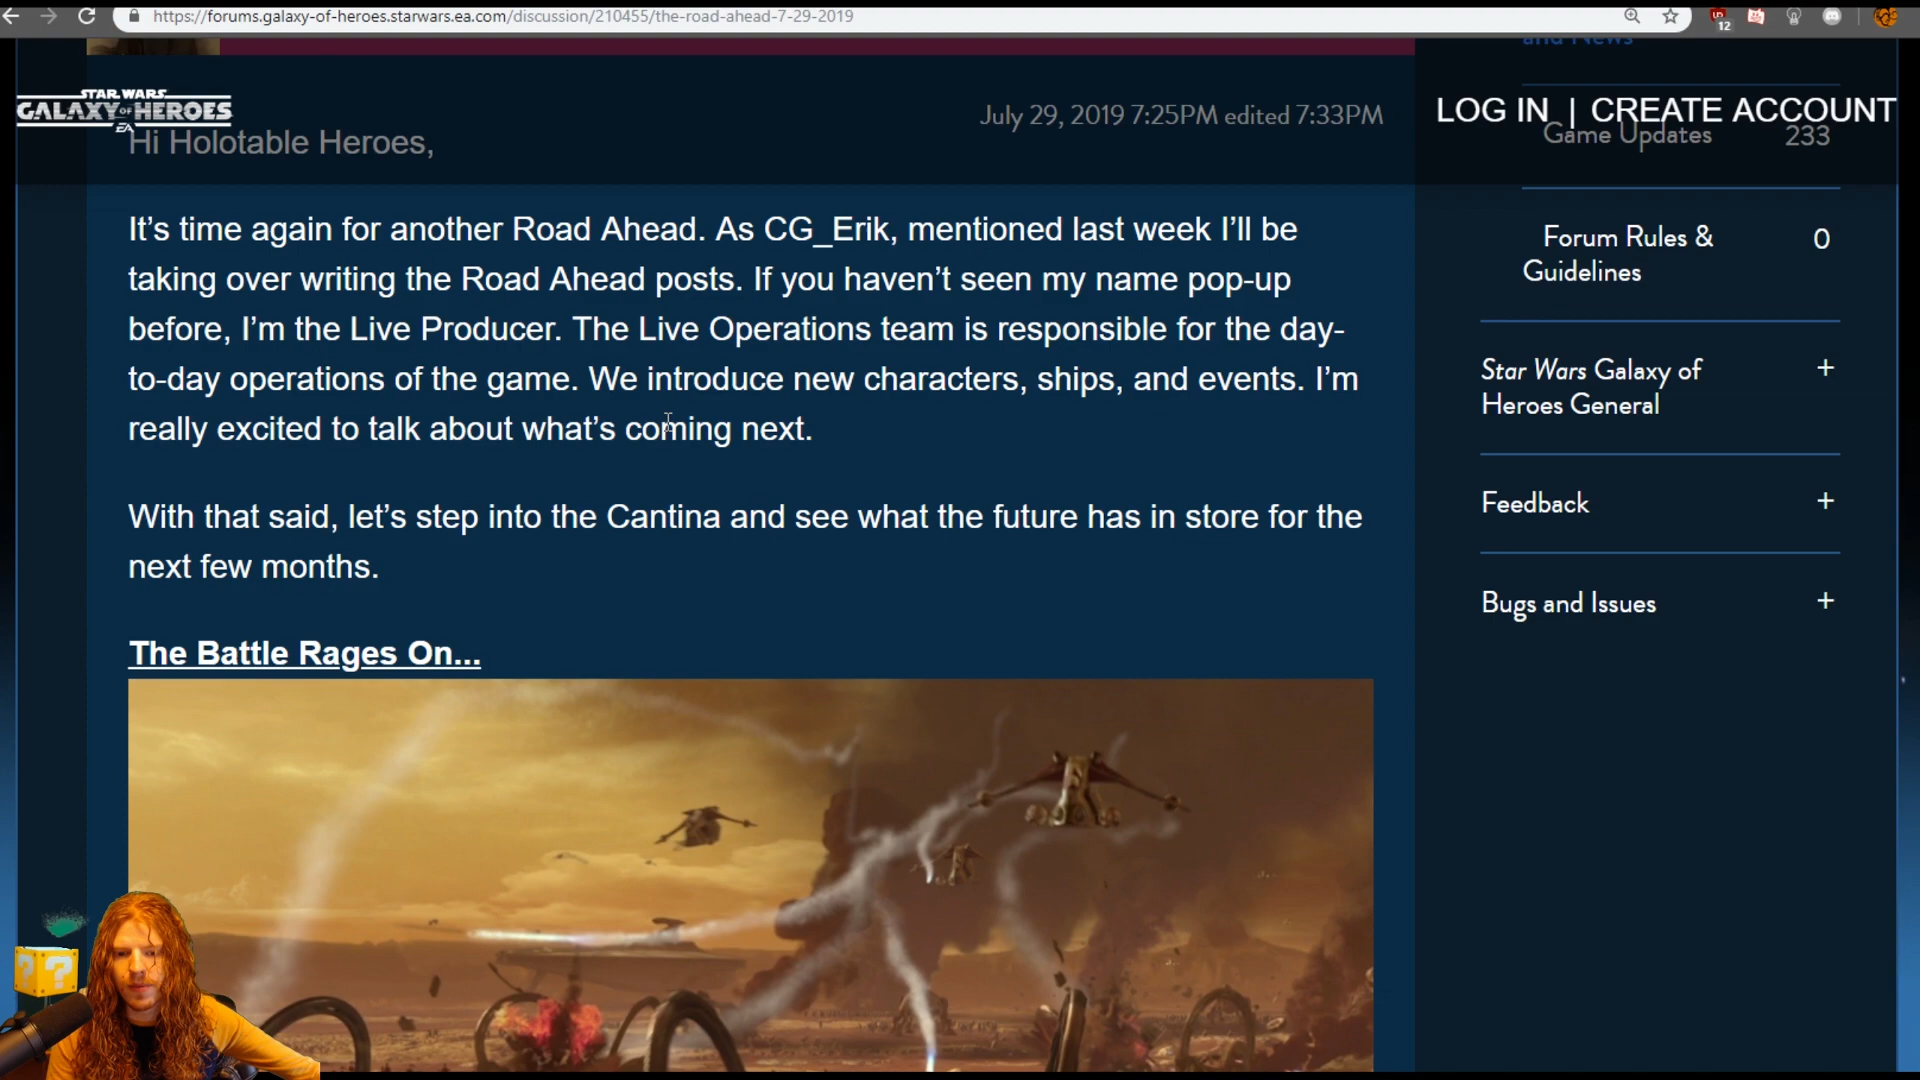 https://forums.galaxy-of-heroes.starwars.ea.com/discussion/210455/the-road-ahead-7-29-2019
12
and News
STAR WARS
GALAXY OF HEROES
EA
July 29, 2019 7:25PM edited 7:33PM
LOG IN | CREATE ACCOUNT
Hi Holotable Heroes,
Game Updates 233
It’s time again for another Road Ahead. As CG_Erik, mentioned last week I’ll be
taking over writing the Road Ahead posts. If you haven’t seen my name pop-up
before, I’m the Live Producer. The Live Operations team is responsible for the day-
to-day operations of the game. We introduce new characters, ships, and events. I’m
really excited to talk about what’s coming next.
With that said, let’s step into the Cantina and see what the future has in store for the
next few months.
The Battle Rages On...
Forum Rules & 0
Guidelines
Star Wars Galaxy of +
Heroes General
Feedback +
Bugs and Issues +
? ?